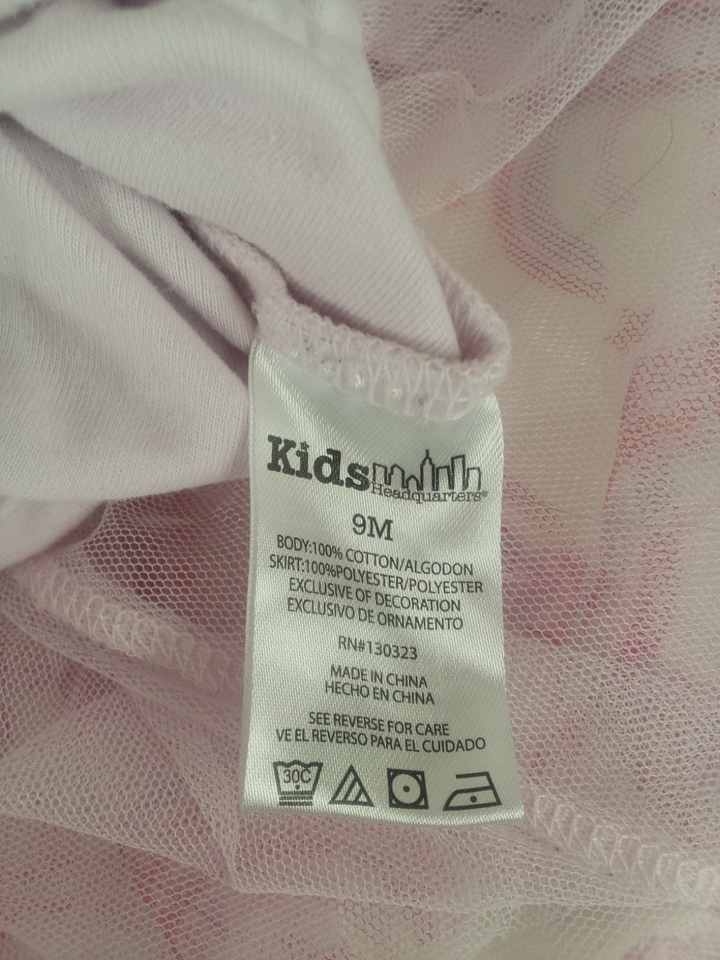 Kids
Headquarters®
9M
BODY:100% COTTON/ALGODON
SKIRT:100%POLYESTER/POLYESTER
EXCLUSIVE OF DECORATION
EXCLUSIVO DE ORNAMENTO
RN#130323
MADE IN CHINA
HECHO EN CHINA
SEE REVERSE FOR CARE
VE EL REVERSO PARA EL CUIDADO
30C